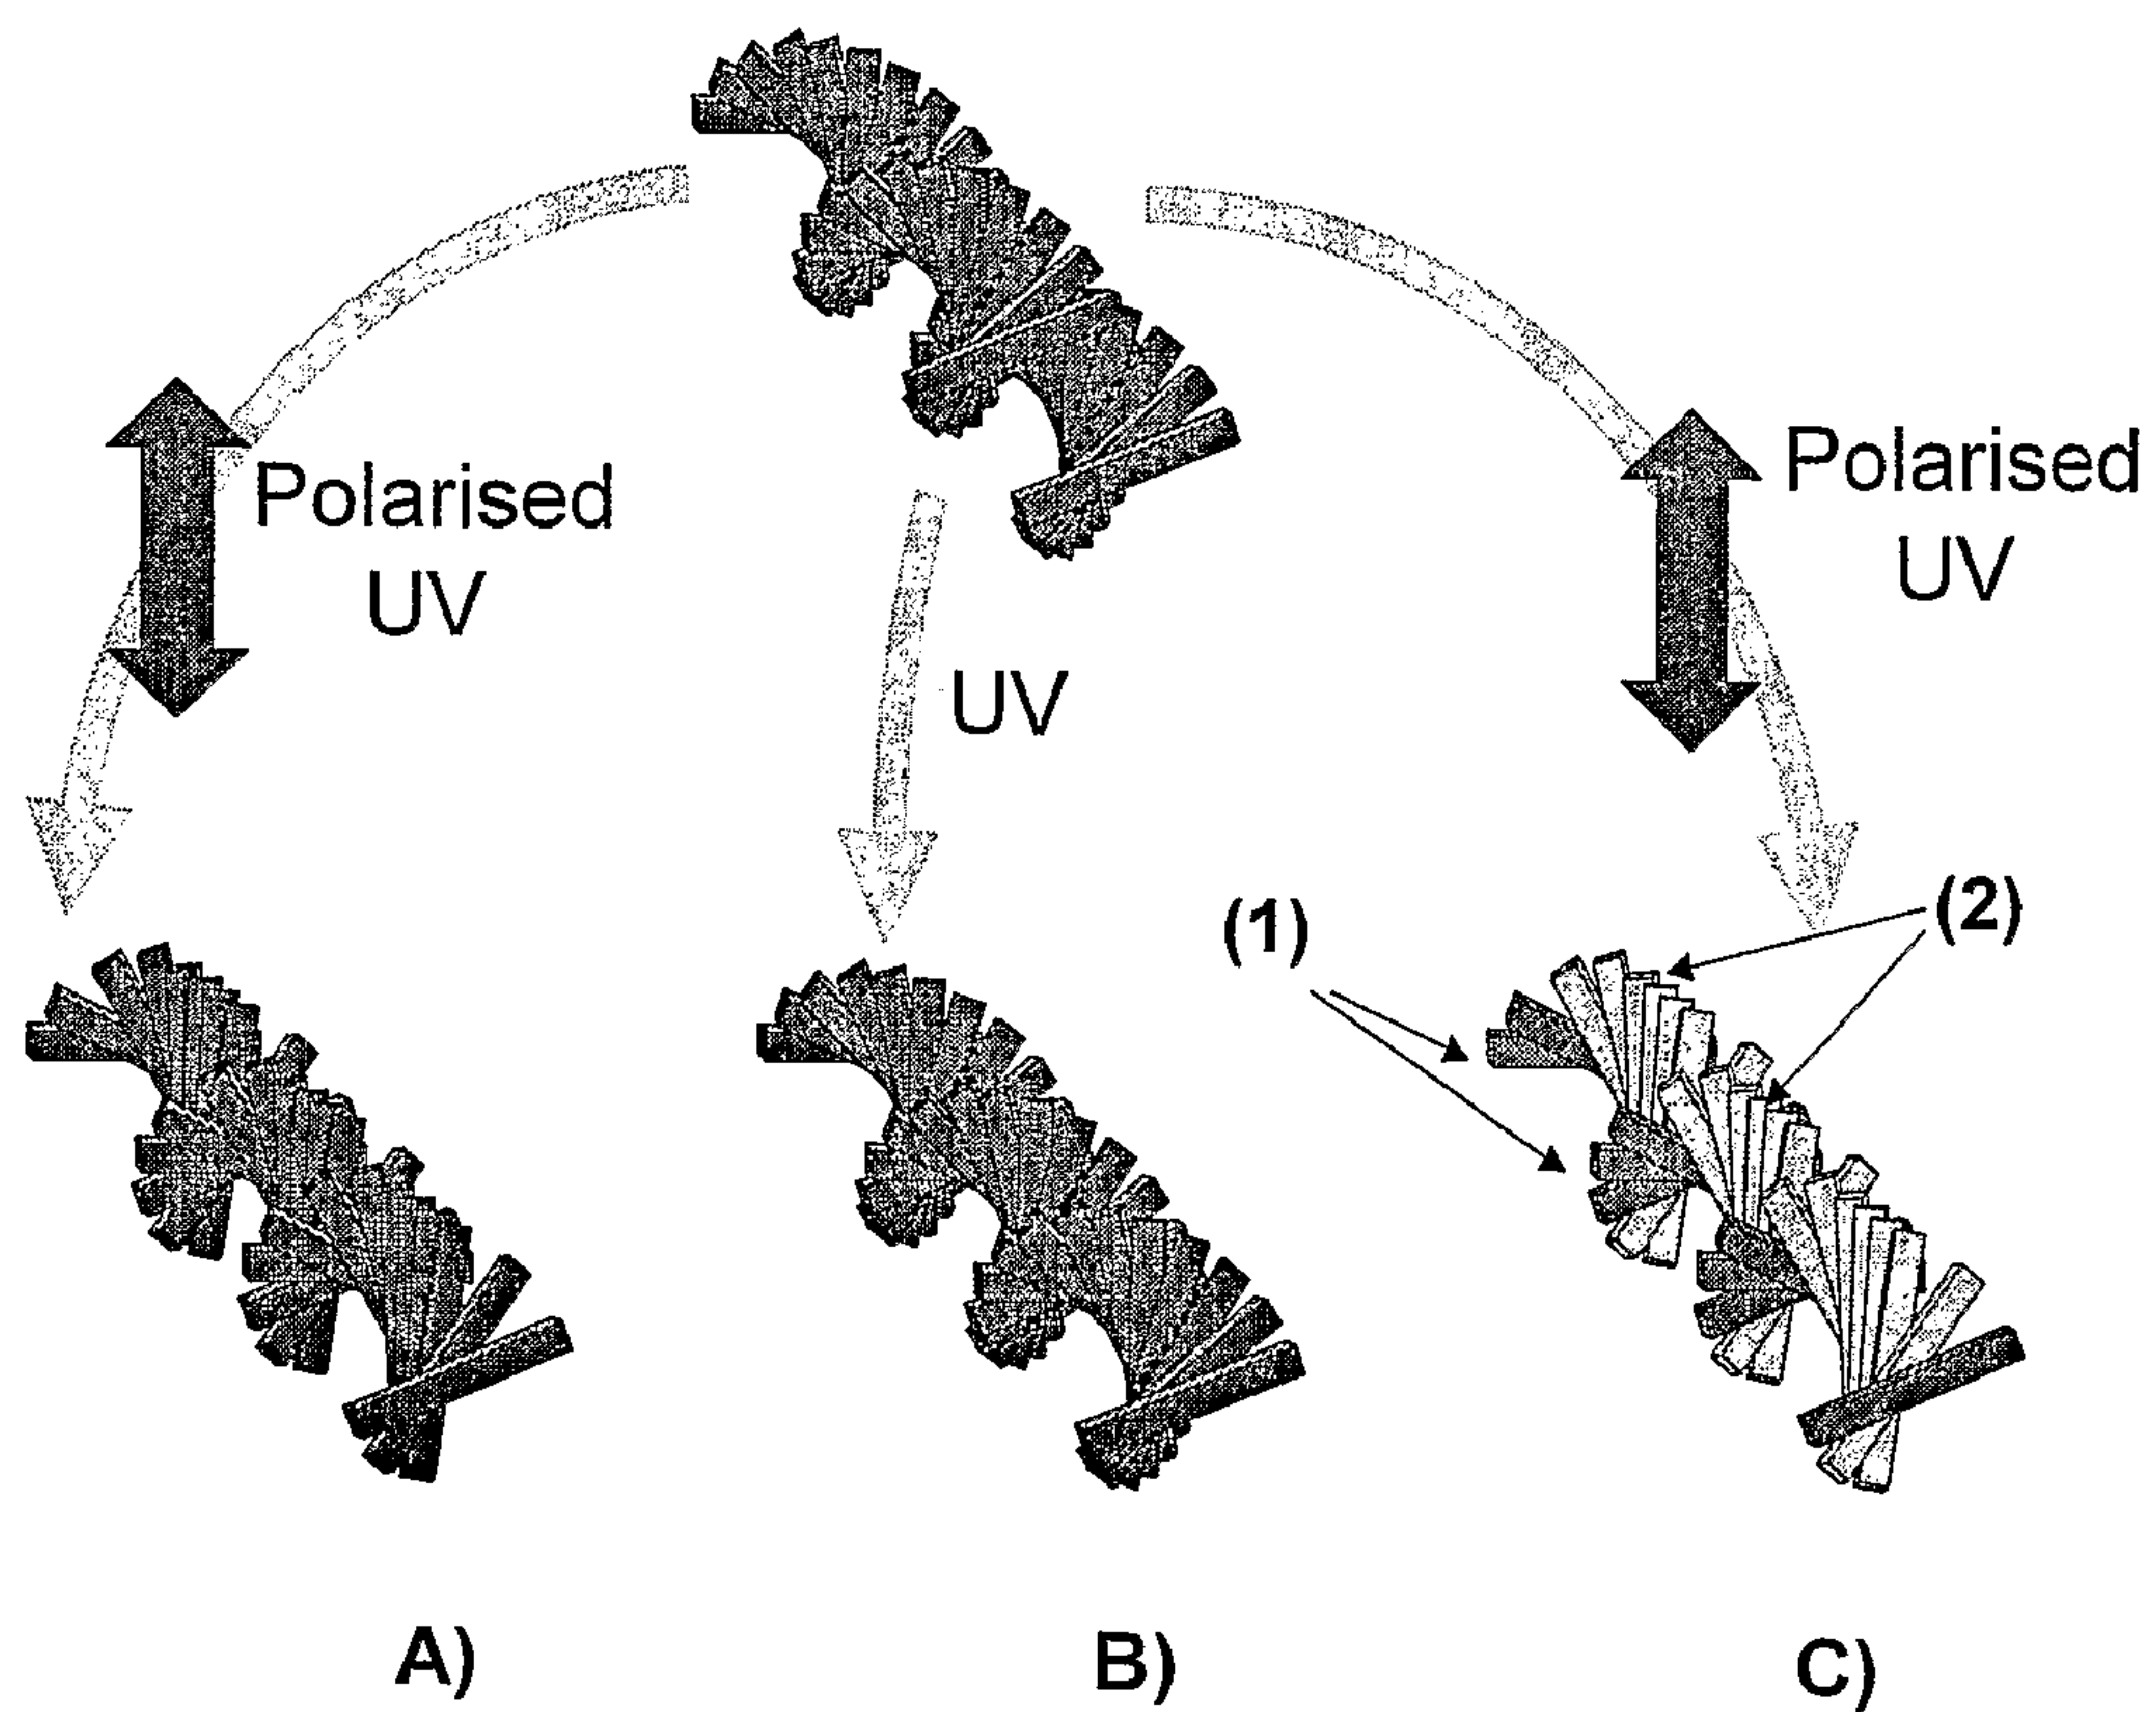 Polarised
UV
UV
Polarised
UV
(1)
(2)
A)
B)
C)